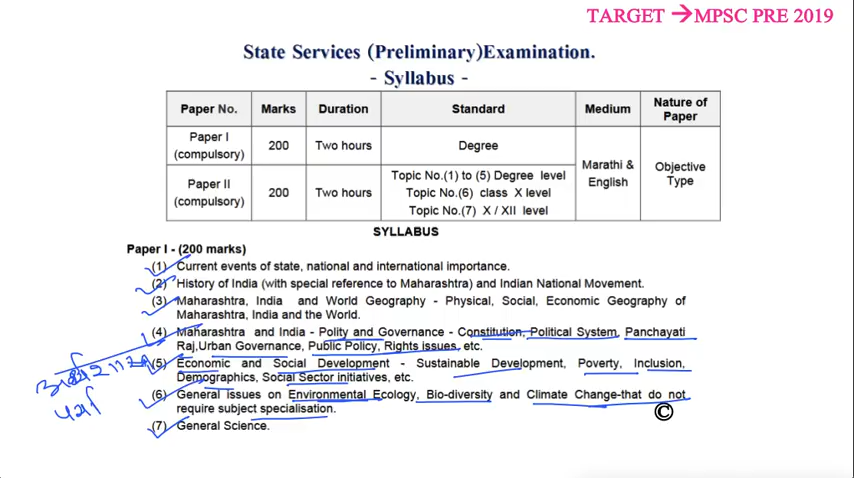 TARGET →MPSC PRE 2019
State Services (Preliminary)Examination.
- Syllabus -
Paper No. Marks Duration Standard Medium Nature of Paper
Paper I (compulsory) 200 Two hours Degree Marathi & English Objective Type
Paper II (compulsory) 200 Two hours Topic No.(1) to (5) Degree level
Topic No.(6) class X level
Topic No.(7) X / XII level
SYLLABUS
Paper I - (200 marks)
(1) Current events of state, national and international importance.
(2) History of India (with special reference to Maharashtra) and Indian National Movement.
(3) Maharashtra, India and World Geography - Physical, Social, Economic Geography of
Maharashtra, India and the World.
(4) Maharashtra and India - Polity and Governance - Constitution, Political System, Panchayati
Raj,Urban Governance, Public Policy, Rights issues, etc.
(5) Economic and Social Development - Sustainable Development, Poverty, Inclusion,
Demographics, Social Sector initiatives, etc.
(6) General issues on Environmental Ecology, Bio-diversity and Climate Change-that do not
require subject specialisation.
©
(7) General Science.